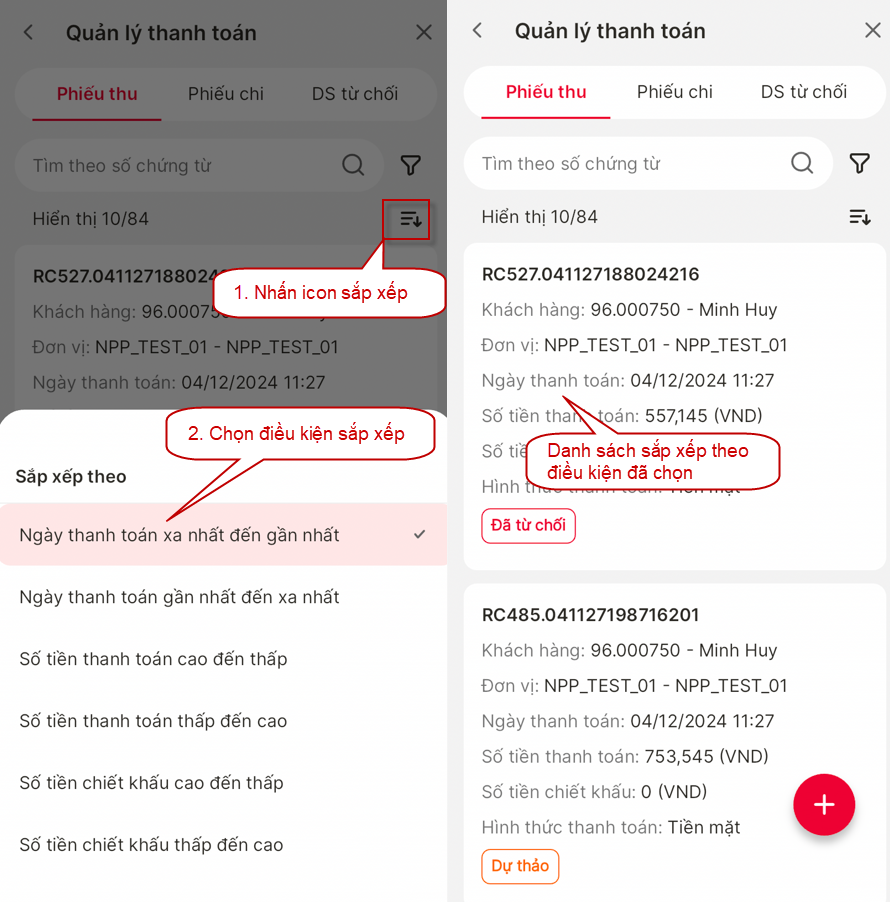 Quản lý thanh toán
Phiếu thu
Phiếu chi
DS từ chối
Tìm theo số chứng từ
Hiển thị 10/84
RC527.041127188024
1. Nhấn icon sắp xếp
Khách hàng: 96.00075
Đơn vị: NPP_TEST_01 - NPP_TEST_01
Ngày thanh toán: 04/12/2024 11:27
2. Chọn điều kiện sắp xếp
Sắp xếp theo
Ngày thanh toán xa nhất đến gần nhất
Ngày thanh toán gần nhất đến xa nhất
Số tiền thanh toán cao đến thấp
Số tiền thanh toán thấp đến cao
Số tiền chiết khấu cao đến thấp
Số tiền chiết khấu thấp đến cao
Quản lý thanh toán
Phiếu thu
Phiếu chi
DS từ chối
Tìm theo số chứng từ
Hiển thị 10/84
RC527.041127188024216
Khách hàng: 96.000750 - Minh Huy
Đơn vị: NPP_TEST_01 - NPP_TEST_01
Ngày thanh toán: 04/12/2024 11:27
Số tiền thanh toán: 557,145 (VND)
Số tiề
Danh sách sắp xếp theo
điều kiện đã chọn
Hình thức thanh toán: Tiền mặt
Đã từ chối
RC485.041127198716201
Khách hàng: 96.000750 - Minh Huy
Đơn vị: NPP_TEST_01 - NPP_TEST_01
Ngày thanh toán: 04/12/2024 11:27
Số tiền thanh toán: 753,545 (VND)
Số tiền chiết khấu: 0 (VND)
Hình thức thanh toán: Tiền mặt
Dự thảo